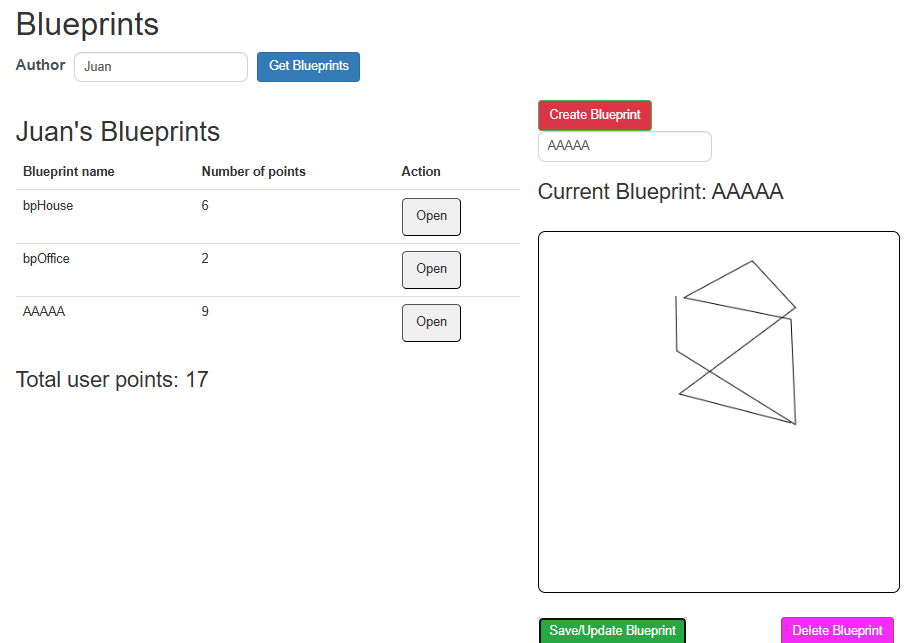 Blueprints
Author Juan Get Blueprints
Juan's Blueprints
Blueprint name Number of points Action
bpHouse 6 Open
bpOffice 2 Open
AAAAA 9 Open
Total user points: 17
Create Blueprint
AAAAA
Current Blueprint: AAAAA
Save/Update Blueprint Delete Blueprint